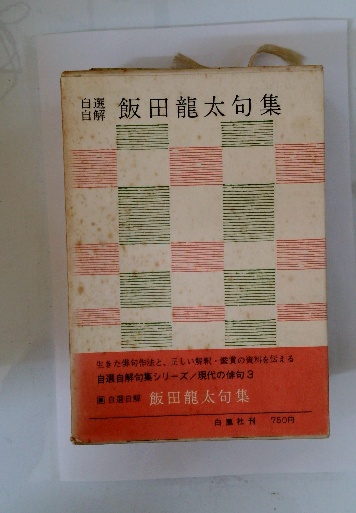 自選
自解 飯田龍太句集
生きた俳句作法と、正しい解釈・鑑賞の資料を伝える
自選自解句集シリーズ/現代の俳句3
自選自解 飯田龍太句集
白凰社刊 750円